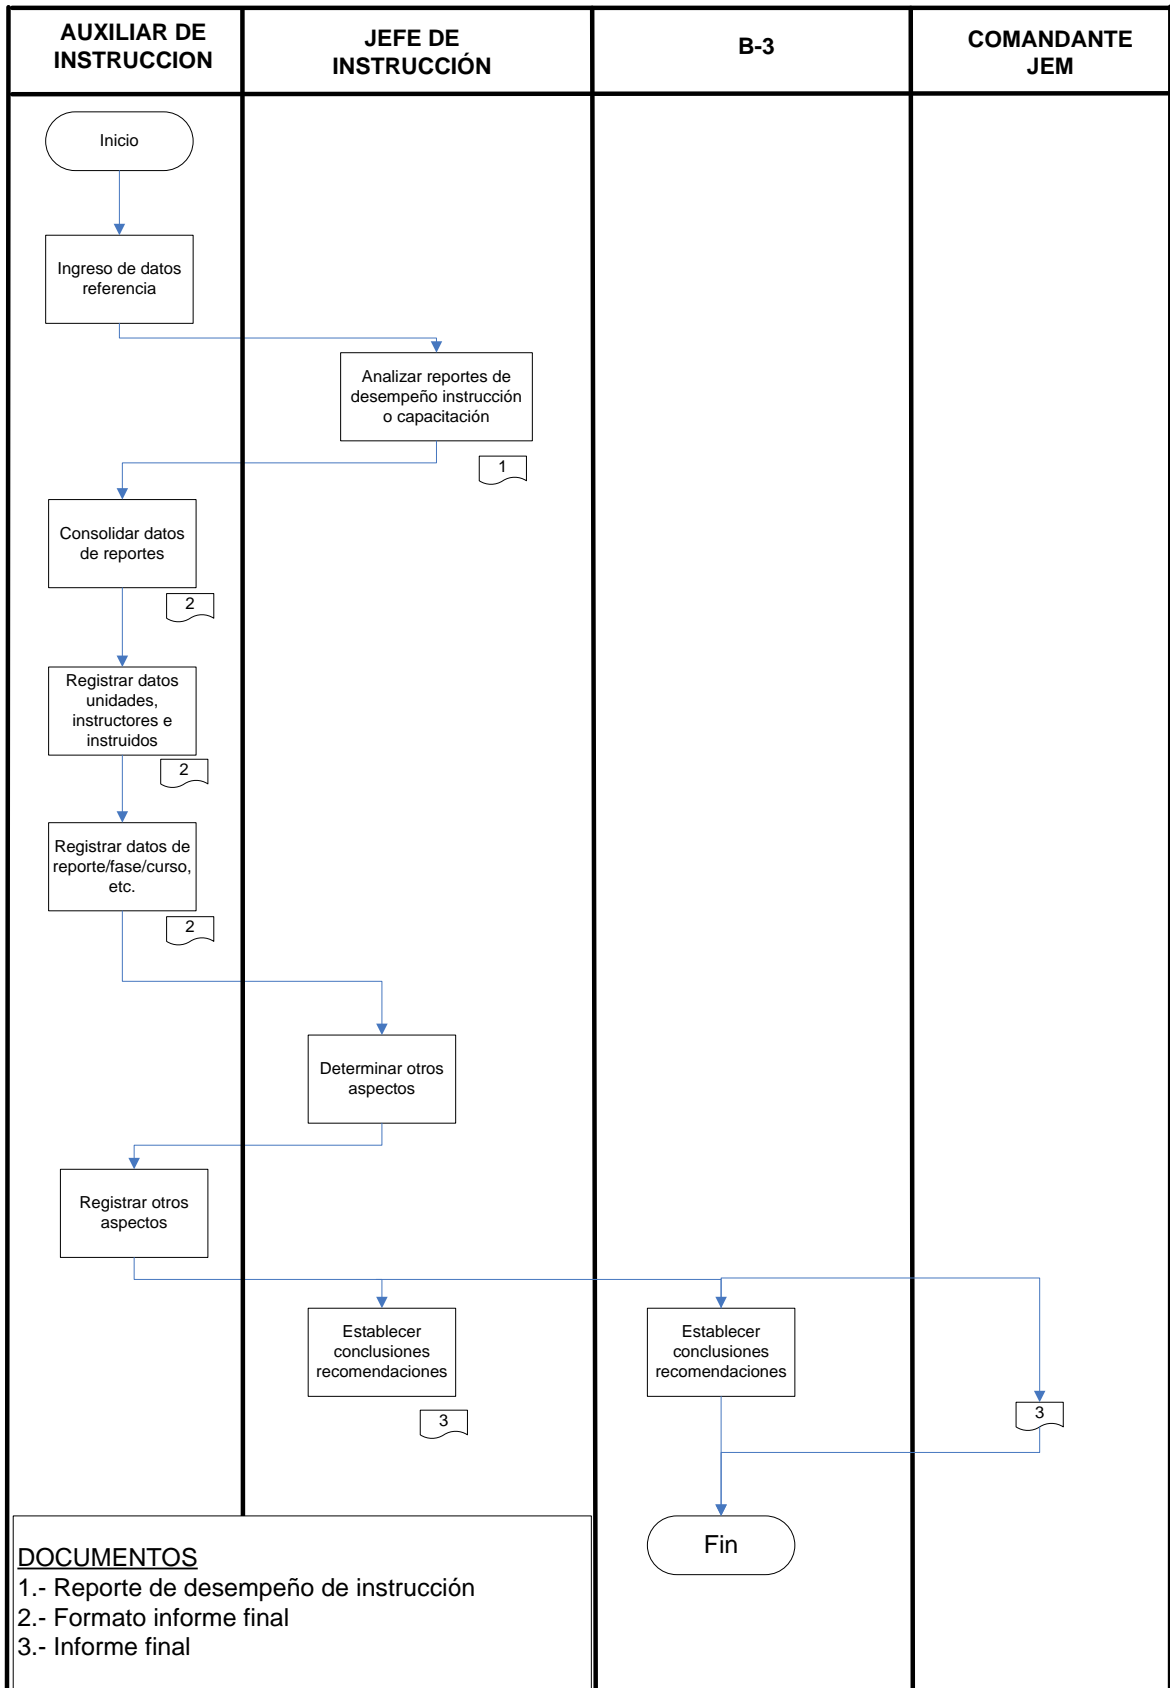 AUXILIAR DE
INSTRUCCION
JEFE DE
INSTRUCCIÓN
B-3
COMANDANTE
JEM
Inicio
Ingreso de datos
referencia
Analizar reportes de
desempeño instrucción
o capacitación
1
Consolidar datos
de reportes
2
Registrar datos
unidades,
instructores e
instruidos
2
Registrar datos de
reporte/fase/curso,
etc.
2
Determinar otros
aspectos
Registrar otros
aspectos
Establecer
conclusiones
recomendaciones
3
Establecer
conclusiones
recomendaciones
3
Fin
DOCUMENTOS
1.- Reporte de desempeño de instrucción
2.- Formato informe final
3.- Informe final